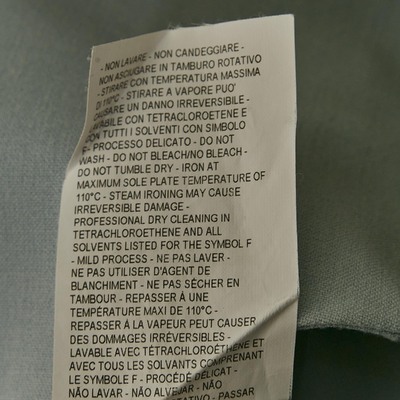 - NON LAVARE - NON CANDEGGIARE -
NON ASCIUGARE IN TAMBURO ROTATIVO
- STIRARE CON TEMPERATURA MASSIMA
DI 110°C - STIRARE A VAPORE PUO'
CAUSARE UN DANNO IRREVERSIBILE -
LAVABILE CON TETRACLOROETENE E
CON TUTTI I SOLVENTI CON SIMBOLO
F - PROCESSO DELICATO - DO NOT
WASH - DO NOT BLEACH/NO BLEACH -
DO NOT TUMBLE DRY - IRON AT
MAXIMUM SOLE PLATE TEMPERATURE OF
110°C - STEAM IRONING MAY CAUSE
IRREVERSIBLE DAMAGE -
PROFESSIONAL DRY CLEANING IN
TETRACHLOROETHENE AND ALL
SOLVENTS LISTED FOR THE SYMBOL F
- MILD PROCESS - NE PAS LAVER -
NE PAS UTILISER D'AGENT DE
BLANCHIMENT - NE PAS SÉCHER EN
TAMBOUR - REPASSER À UNE
TEMPÉRATURE MAXI DE 110°C -
REPASSER À LA VAPEUR PEUT CAUSER
DES DOMMAGES IRRÉVERSIBLES -
LAVABLE AVEC TÉTRACHLOROÉTHÈNE ET
AVEC TOUS LES SOLVANTS COMPRENANT
LE SYMBOLE F - PROCÉDÉ DÉLICAT -
NÃO LAVAR - NÃO ALVEJAR - NÃO
ROTATIVO - PASSAR